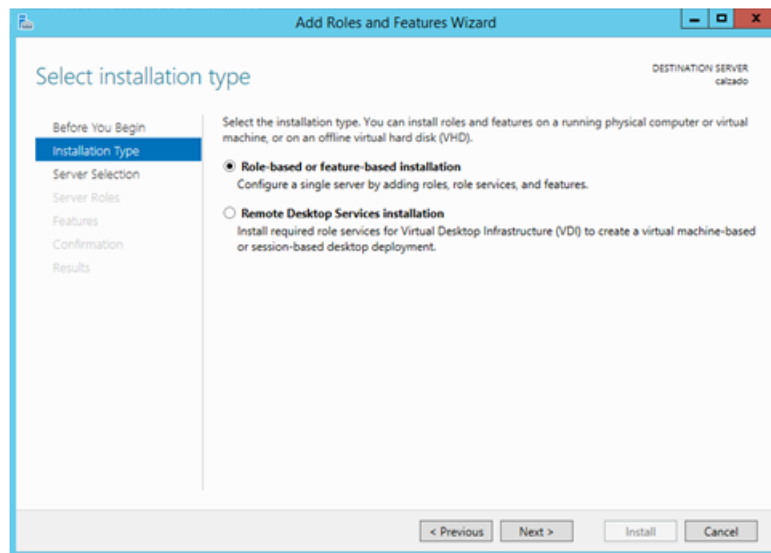 Add Roles and Features Wizard
Select installation type
DESTINATION SERVER
calzado
Before You Begin
Installation Type
Server Selection
Server Roles
Features
Confirmation
Results
Select the installation type. You can install roles and features on a running physical computer or virtual
machine, or on an offline virtual hard disk (VHD).
Role-based or feature-based installation
Configure a single server by adding roles, role services, and features.
Remote Desktop Services installation
Install required role services for Virtual Desktop Infrastructure (VDI) to create a virtual machine-based
or session-based desktop deployment.
< Previous Next > Install Cancel